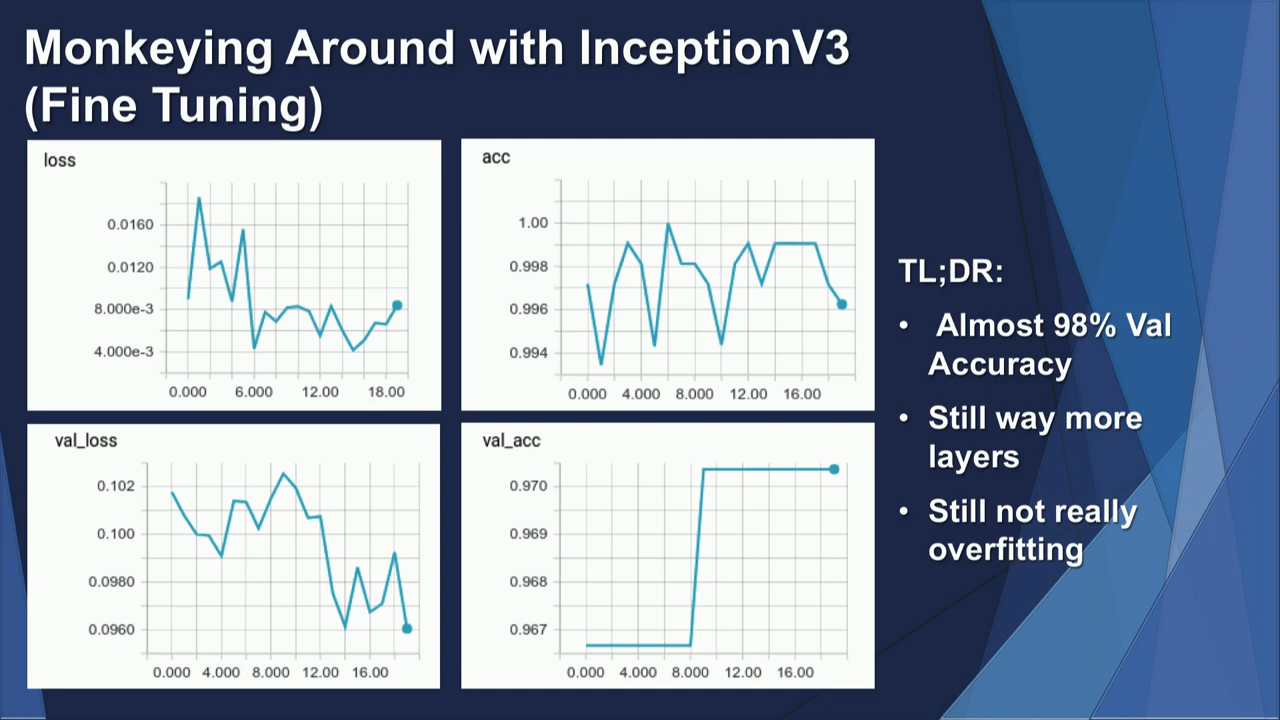 Monkeying Around with InceptionV3
(Fine Tuning)
loss
0.0160
0.0120
8.000e-3
4.000e-3
0.000 6.000 12.00 18.00
acc
1.00
0.998
0.996
0.994
0.000 4.000 8.000 12.00 16.00
val_loss
0.102
0.100
0.0980
0.0960
0.000 4.000 8.000 12.00 16.00
val_acc
0.970
0.969
0.968
0.967
0.000 4.000 8.000 12.00 16.00
TL;DR:
• Almost 98% Val
Accuracy
• Still way more
layers
• Still not really
overfitting